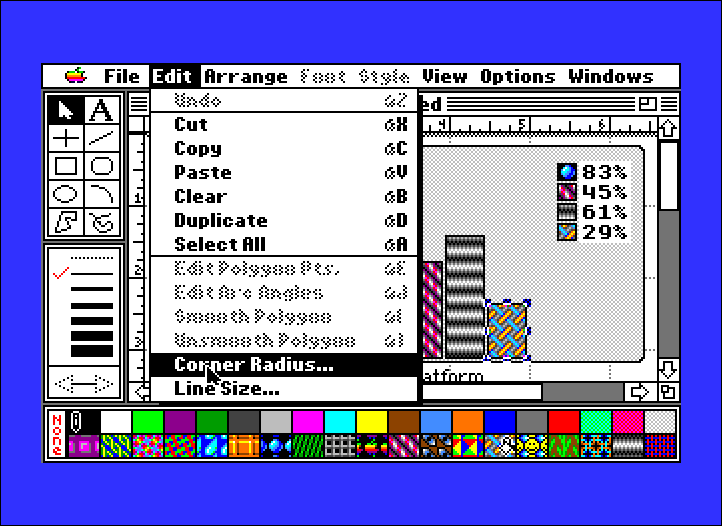 File Edit Arrange Font Style View Options Windows
Undo Z
ed
Cut X
Copy C
Paste V
Clear B
Duplicate D
Select All A
Edit Polygon Pts. E
Edit Arc Angles J
Smooth Polygon
Unsmooth Polygon
Corner Radius...
Line Size...
A
4 5 6
1
2
3
83%
45%
61%
29%
atform
None